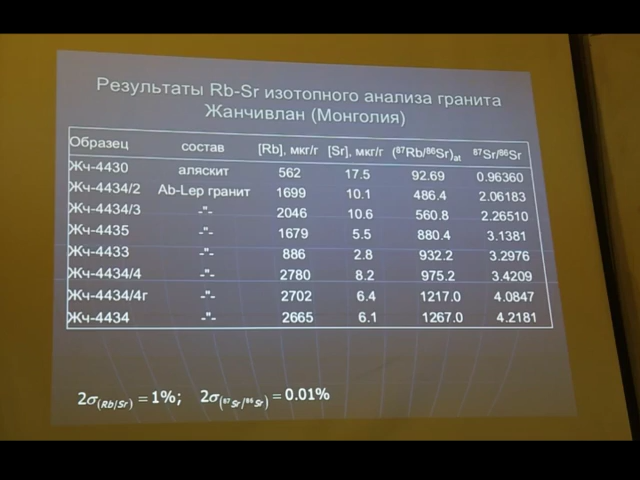 Результаты Rb-Sr изотопного анализа гранита
Жанчивлан (Монголия)
Образец состав [Rb], мкг/г [Sr], мкг/г (⁸⁷Rb/⁸⁶Sr)at ⁸⁷Sr/⁸⁶Sr
Жч-4430 аляскит 562 17.5 92.69 0.96360
Жч-4434/2 Ab-Lep гранит 1699 10.1 486.4 2.06183
Жч-4434/3 -"- 2046 10.6 560.8 2.26510
Жч-4435 -"- 1679 5.5 880.4 3.1381
Жч-4433 -"- 886 2.8 932.2 3.2976
Жч-4434/4 -"- 2780 8.2 975.2 3.4209
Жч-4434/4г -"- 2702 6.4 1217.0 4.0847
Жч-4434 -"- 2665 6.1 1267.0 4.2181
2σ(Rb/Sr) = 1%; 2σ(⁸⁷Sr/⁸⁶Sr) = 0.01%